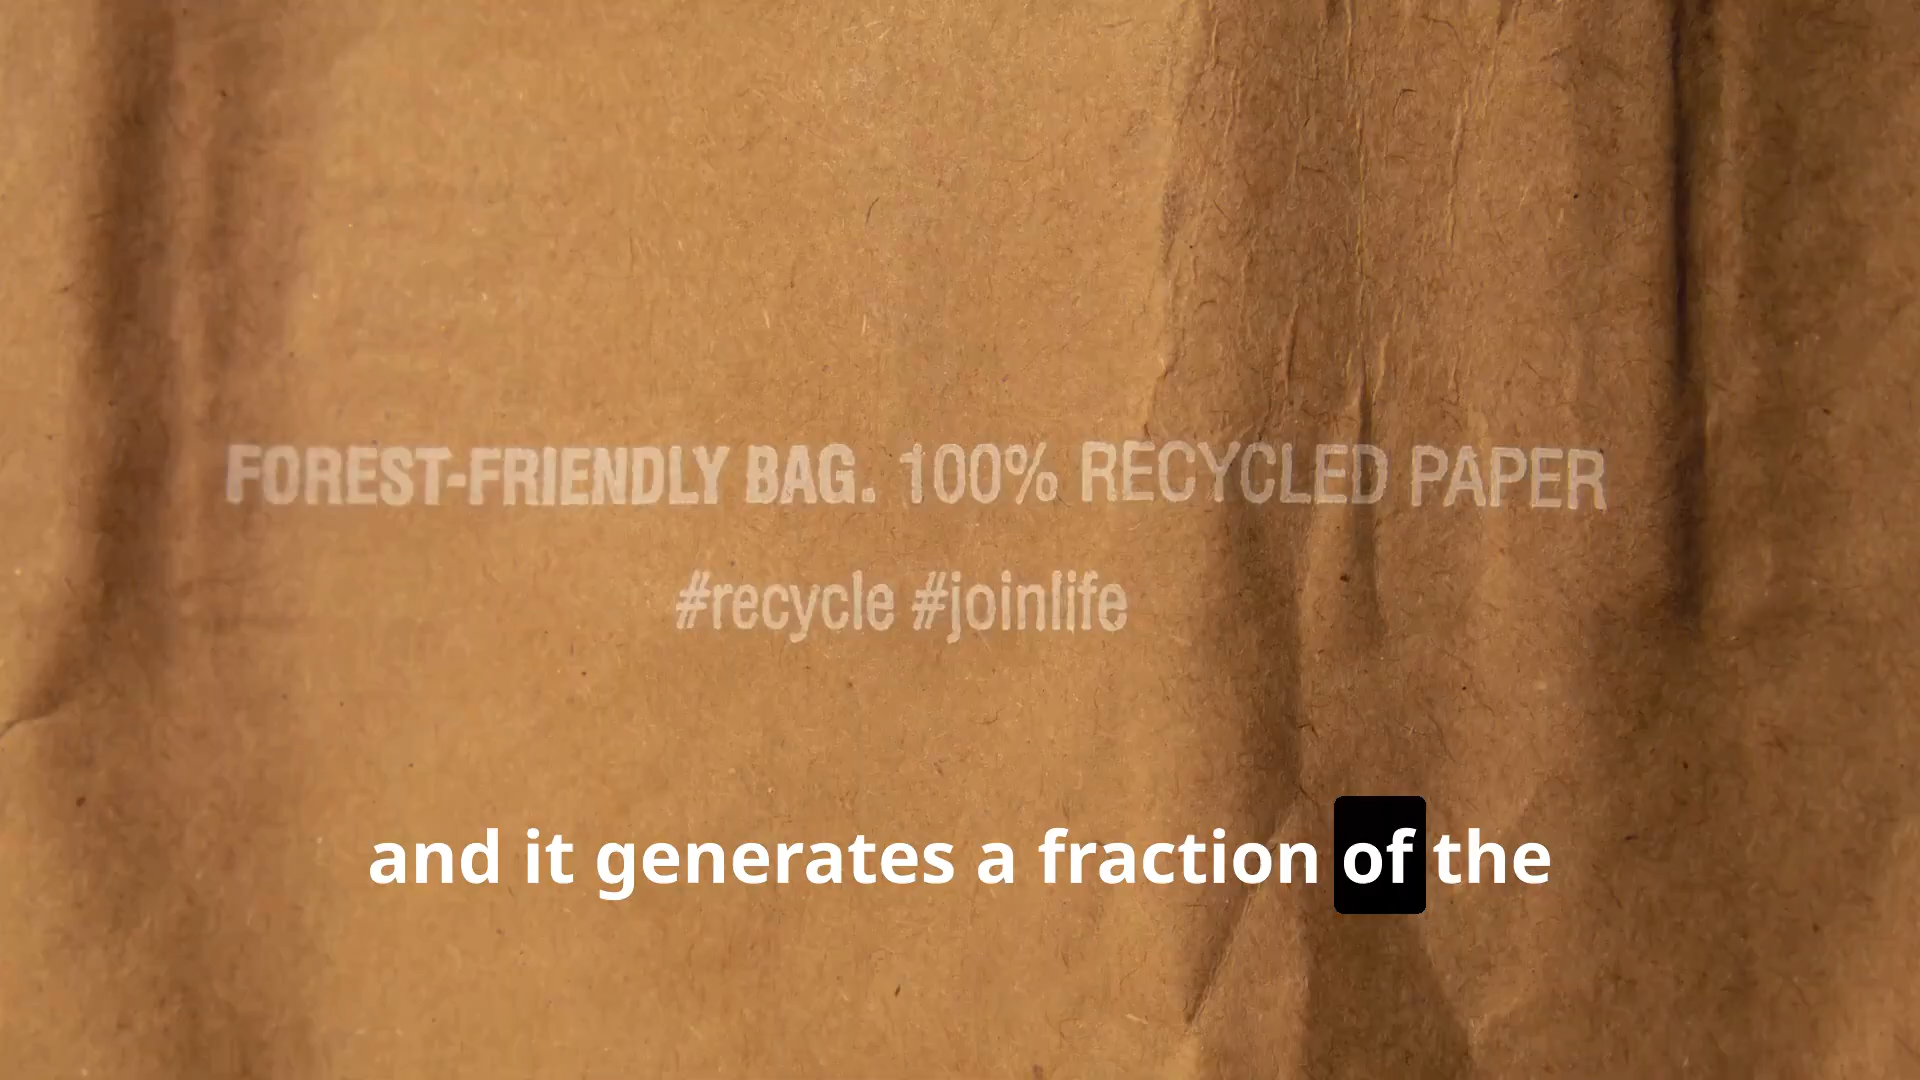 FOREST-FRIENDLY BAG. 100% RECYCLED PAPER
#recycle #joinlife
and it generates a fraction of the